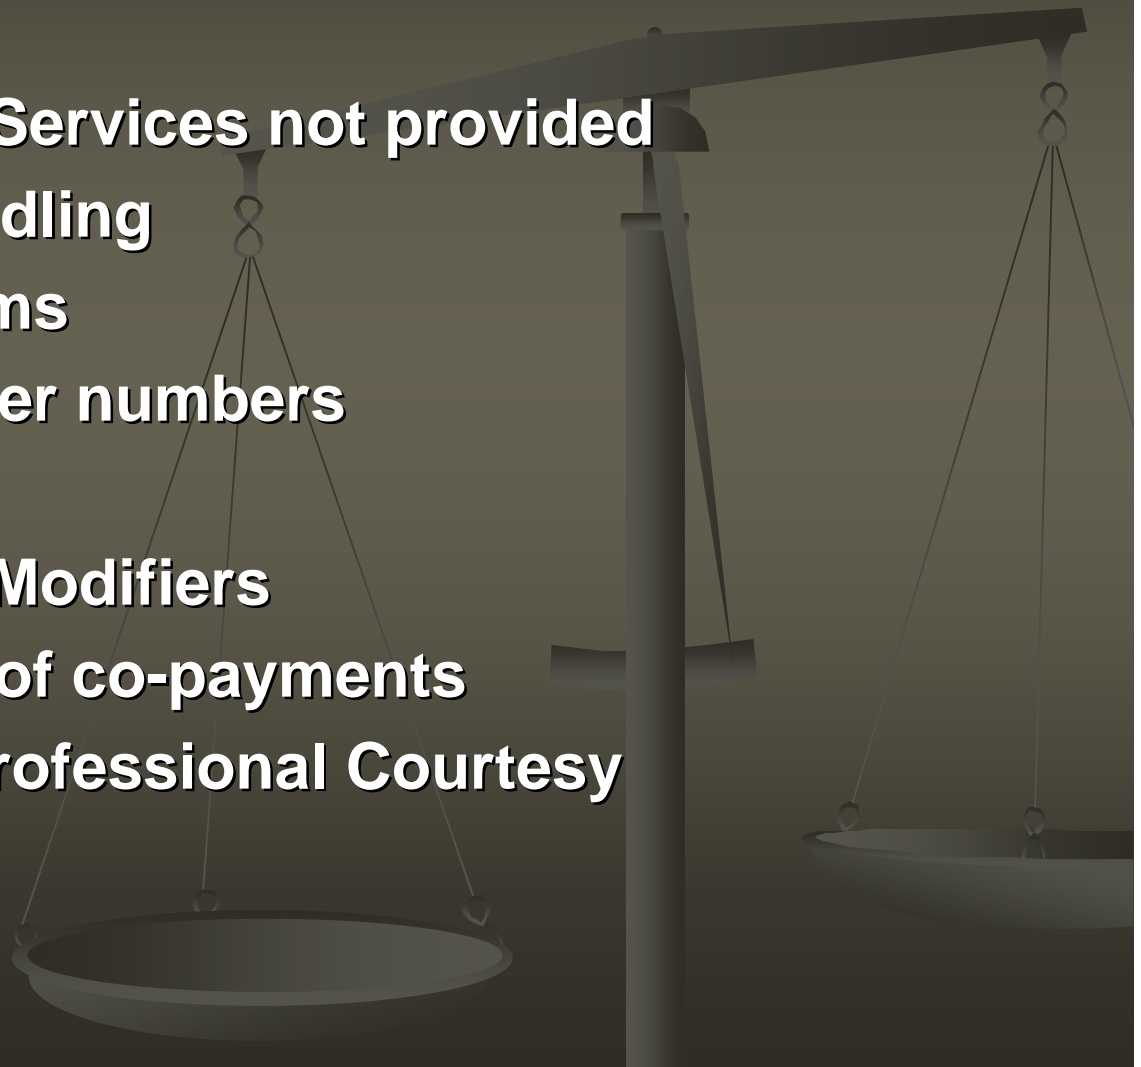 Services not provided
dling
ms
er numbers
Modifiers
of co-payments
rofessional Courtesy